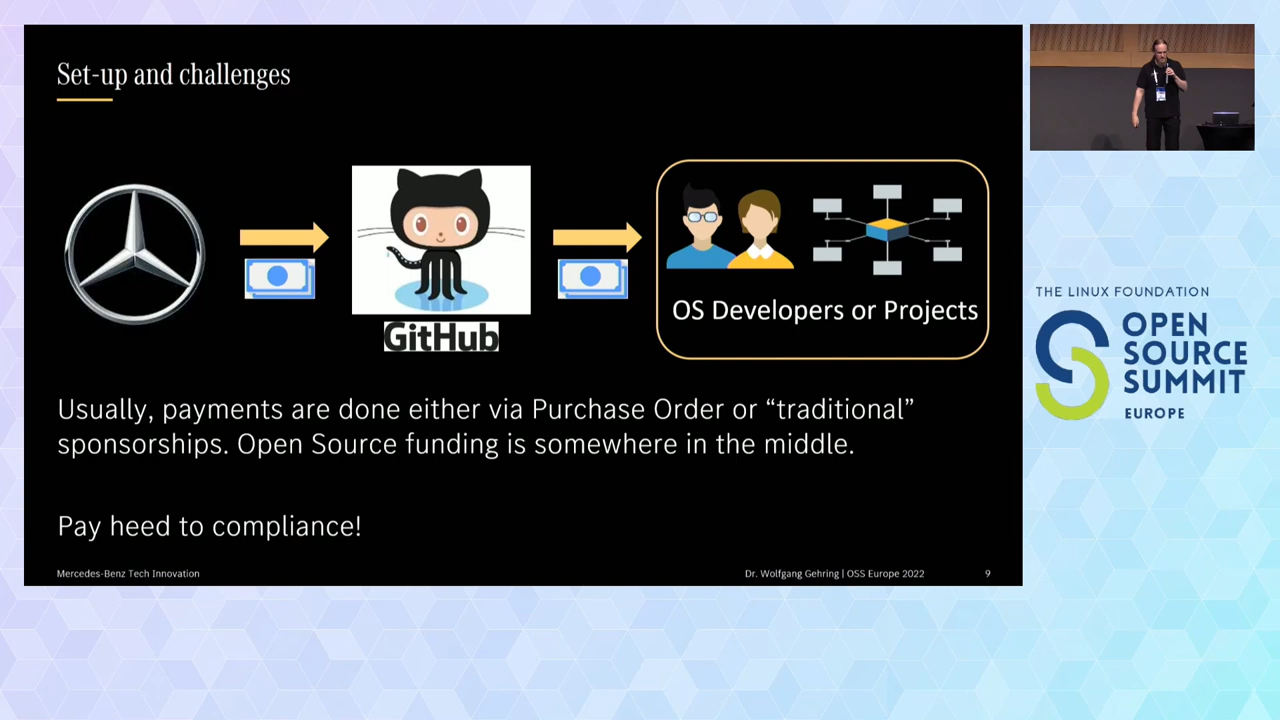 Set-up and challenges
GitHub
OS Developers or Projects
Usually, payments are done either via Purchase Order or “traditional”
sponsorships. Open Source funding is somewhere in the middle.
Pay heed to compliance!
Mercedes-Benz Tech Innovation
Dr. Wolfgang Gehring | OSS Europe 2022
9
THE LINUX FOUNDATION
OPEN
SOURCE
SUMMIT
EUROPE